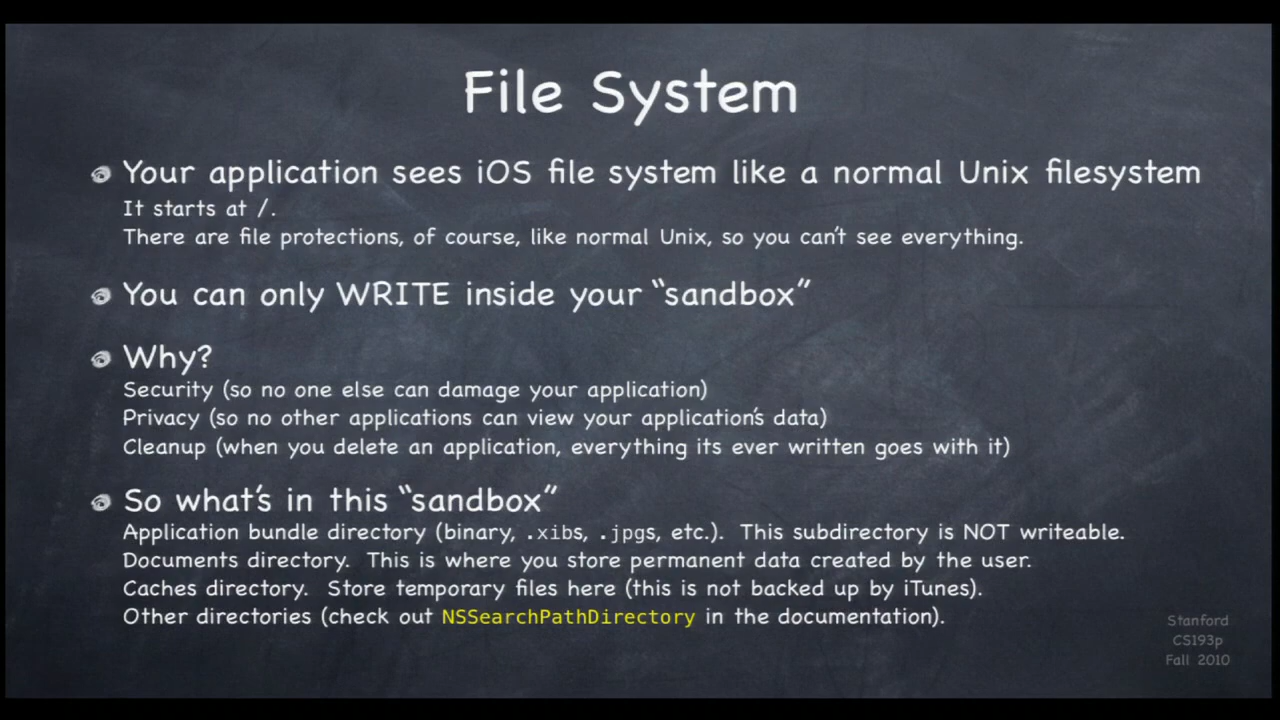 File System
Your application sees iOS file system like a normal Unix filesystem
It starts at /.
There are file protections, of course, like normal Unix, so you can't see everything.
You can only WRITE inside your “sandbox”
Why?
Security (so no one else can damage your application)
Privacy (so no other applications can view your application's data)
Cleanup (when you delete an application, everything its ever written goes with it)
So what's in this “sandbox”
Application bundle directory (binary, .xibs, .jpgs, etc.). This subdirectory is NOT writeable.
Documents directory. This is where you store permanent data created by the user.
Caches directory. Store temporary files here (this is not backed up by iTunes).
Other directories (check out NSSearchPathDirectory in the documentation).
Stanford
CS193p
Fall 2010